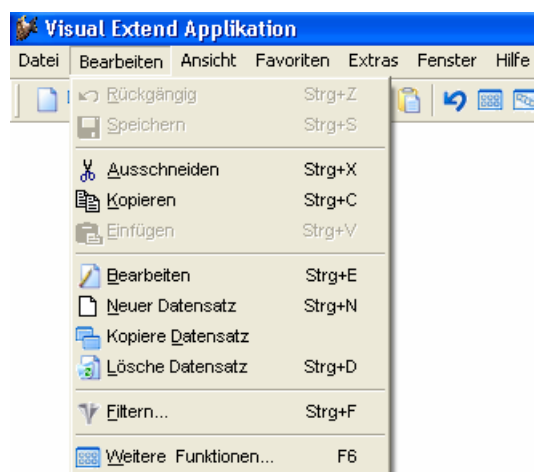 Visual Extend Applikation
Datei Bearbeiten Ansicht Favoriten Extras Fenster Hilfe
Rückgängig Strg+Z
Speichern Strg+S
Ausschneiden Strg+X
Kopieren Strg+C
Einfügen Strg+V
Bearbeiten Strg+E
Neuer Datensatz Strg+N
Kopiere Datensatz
Lösche Datensatz Strg+D
Filtern... Strg+F
Weitere Funktionen... F6